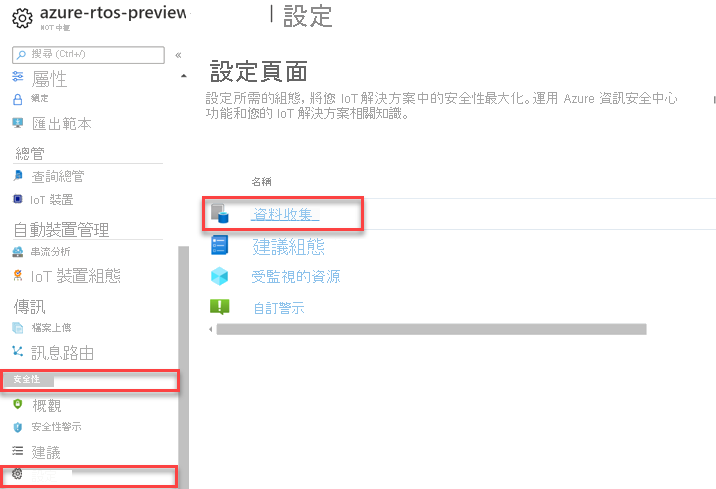 azure-rtos-preview
IOT 中樞
設定
搜尋 (Ctrl+/)
«
屬性
鎖定
匯出範本
總管
查詢總管
IoT 裝置
自動裝置管理
串流分析
IoT 裝置組態
傳訊
檔案上傳
訊息路由
安全性
概觀
安全性警示
建議
設定頁面
設定所需的組態，將您 IoT 解決方案中的安全性最大化。運用 Azure 資訊安全中心
功能和您的 IoT 解決方案相關知識。
名稱
資料收集
建議組態
受監視的資源
自訂警示